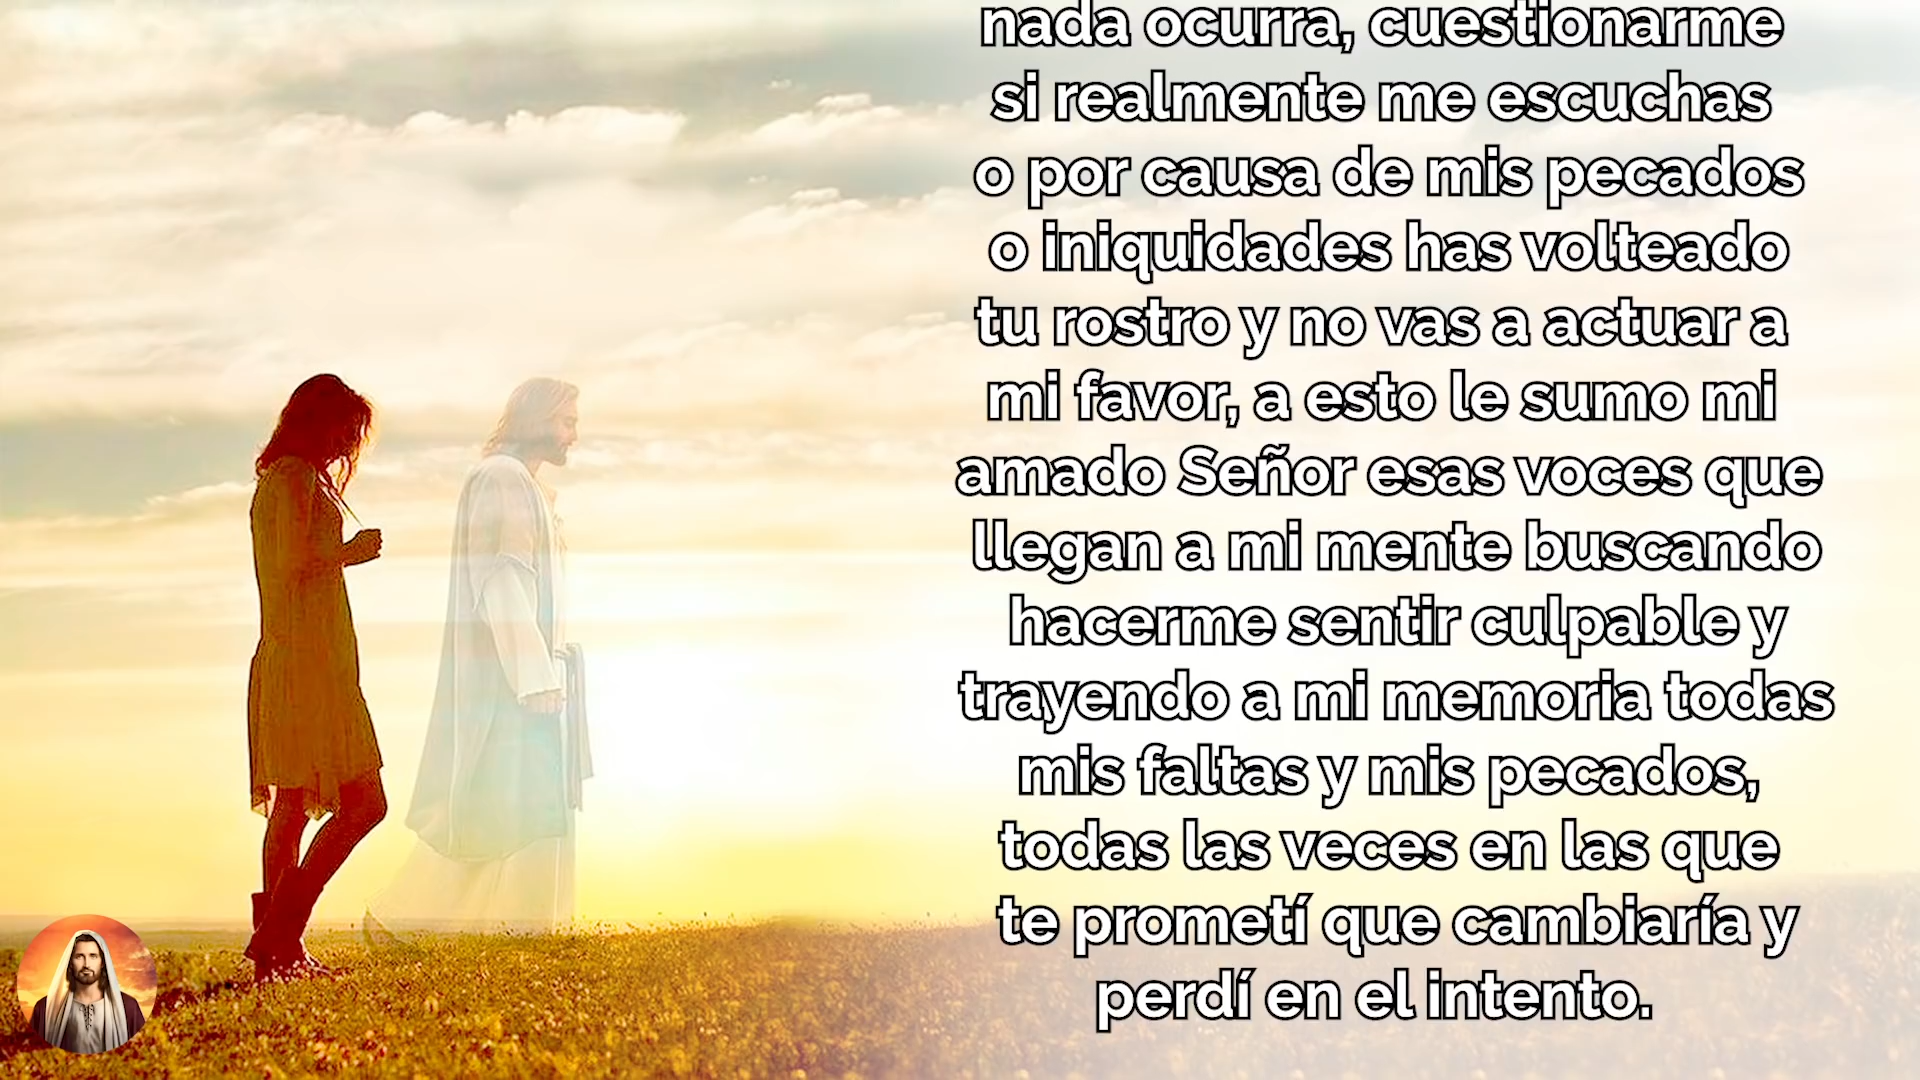 nada ocurra, cuestionarme
si realmente me escuchas
o por causa de mis pecados
o iniquidades has volteado
tu rostro y no vas a actuar a
mi favor, a esto le sumo mi
amado Señor esas voces que
llegan a mi mente buscando
hacerme sentir culpable y
trayendo a mi memoria todas
mis faltas y mis pecados,
todas las veces en las que
te prometí que cambiaría y
perdí en el intento.